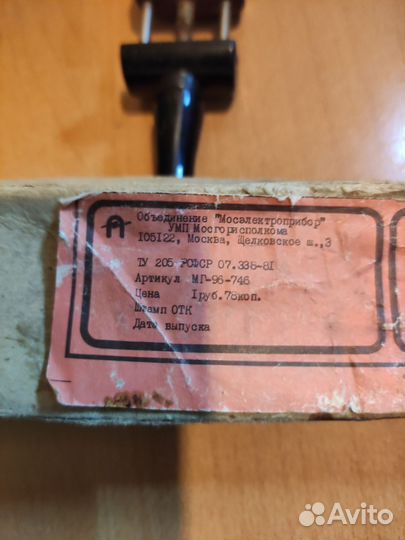 Объединение "Мосэлектроприбор"
УМП Мосгорисполкома
105122, Москва, Щелковское ш.,3
ТУ 205 РСФСР 07.338-81
Артикул МГ-96-746
Цена 1руб.78коп.
Штамп ОТК
Дата выпуска
Avito